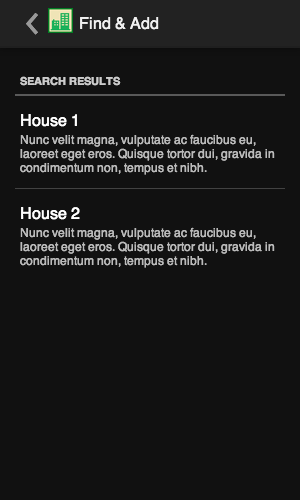 Find & Add
SEARCH RESULTS
House 1
Nunc velit magna, vulputate ac faucibus eu,
laoreet eget eros. Quisque tortor dui, gravida in
condimentum non, tempus et nibh.
House 2
Nunc velit magna, vulputate ac faucibus eu,
laoreet eget eros. Quisque tortor dui, gravida in
condimentum non, tempus et nibh.